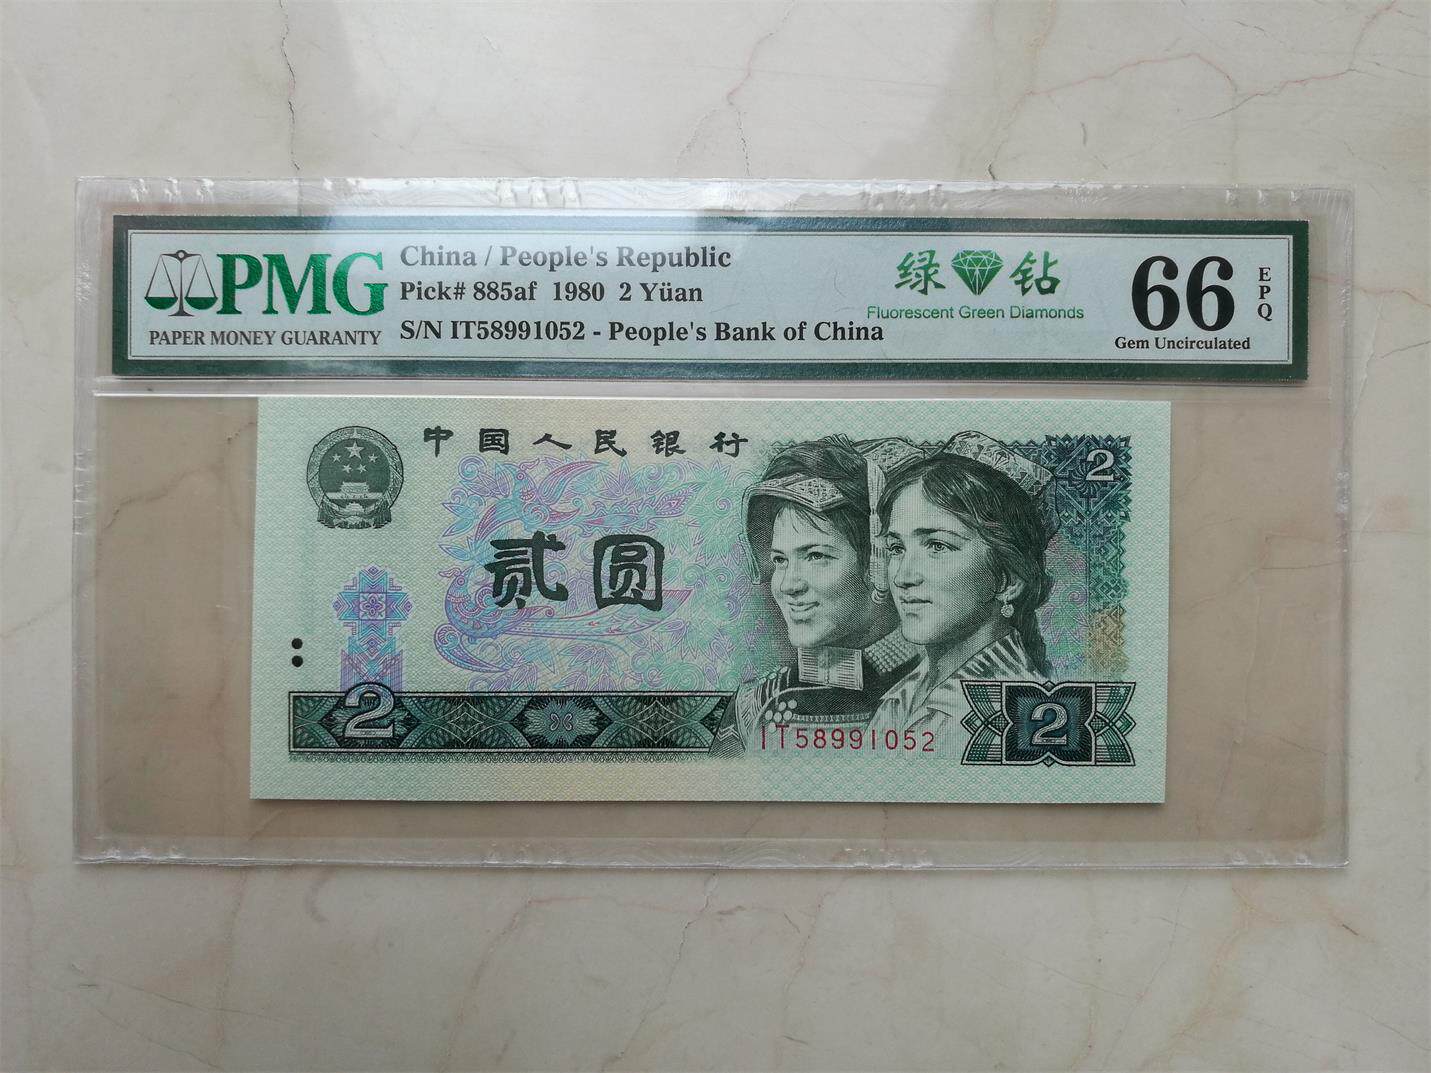 PMG
PAPER MONEY GUARANTY
China / People's Republic
Pick# 885af 1980 2 Yüan
S/N IT58991052 - People's Bank of China
绿钻
Fluorescent Green Diamonds
66
EPQ
Gem Uncirculated
中国人民银行
2
贰圆
2
IT58991052
2